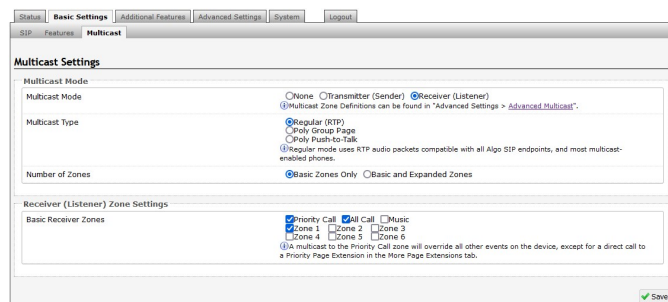 Status Basic Settings Additional Features Advanced Settings System Logout
SIP Features Multicast
Multicast Settings
Multicast Mode
Multicast Mode None Transmitter (Sender) Receiver (Listener)
Multicast Zone Definitions can be found in "Advanced Settings > Advanced Multicast".
Multicast Type Regular (RTP)
Poly Group Page
Poly Push-to-Talk
Regular mode uses RTP audio packets compatible with all Algo SIP endpoints, and most multicast-
enabled phones.
Number of Zones Basic Zones Only Basic and Expanded Zones
Receiver (Listener) Zone Settings
Basic Receiver Zones Priority Call All Call Music
Zone 1 Zone 2 Zone 3
Zone 4 Zone 5 Zone 6
A multicast to the Priority Call zone will override all other events on the device, except for a direct call to
a Priority Page Extension in the More Page Extensions tab.
Save